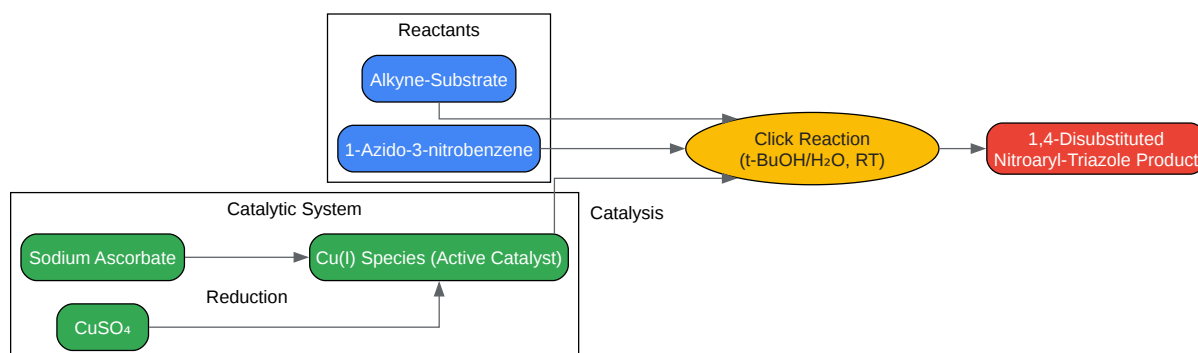 Reactants
Alkyne-Substrate
1-Azido-3-nitrobenzene
Click Reaction
(t-BuOH/H₂O, RT)
1,4-Disubstituted
Nitroaryl-Triazole Product
Catalytic System
Catalysis
Sodium Ascorbate
Cu(I) Species (Active Catalyst)
Reduction
CuSO₄